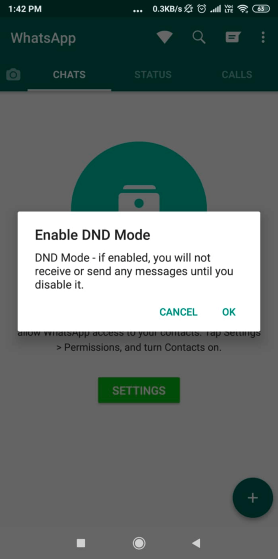 1:42 PM ... 0.3KB/s 63
WhatsApp
CHATS STATUS CALLS
Enable DND Mode
DND Mode - if enabled, you will not
receive or send any messages until you
disable it.
CANCEL OK
allow WhatsApp access to your contacts. Tap Settings
> Permissions, and turn Contacts on.
SETTINGS